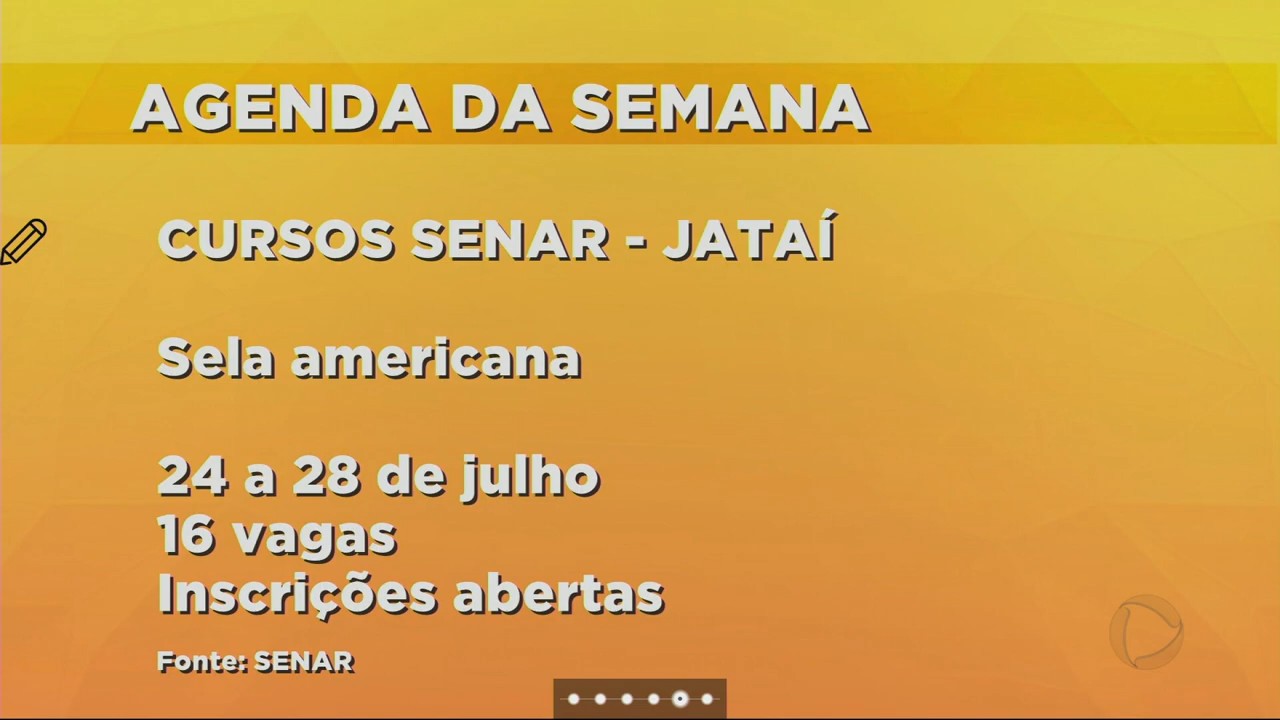 AGENDA DA SEMANA
CURSOS SENAR - JATAÍ
Sela americana
24 a 28 de julho
16 vagas
Inscrições abertas
Fonte: SENAR